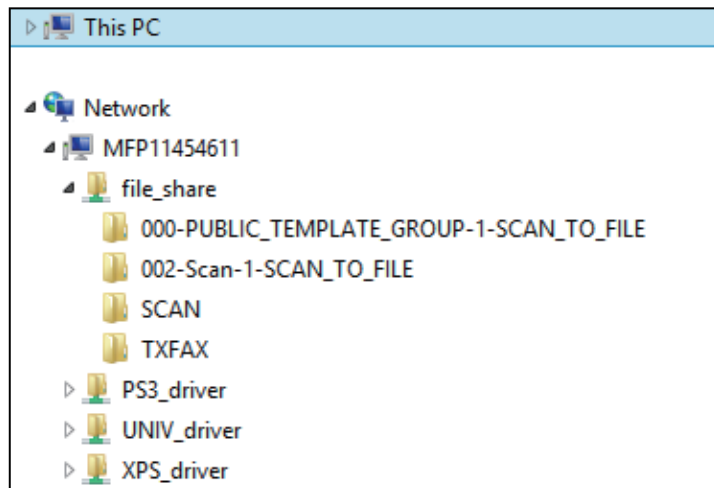 This PC
Network
MFP11454611
file_share
000-PUBLIC_TEMPLATE_GROUP-1-SCAN_TO_FILE
002-Scan-1-SCAN_TO_FILE
SCAN
TXFAX
PS3_driver
UNIV_driver
XPS_driver